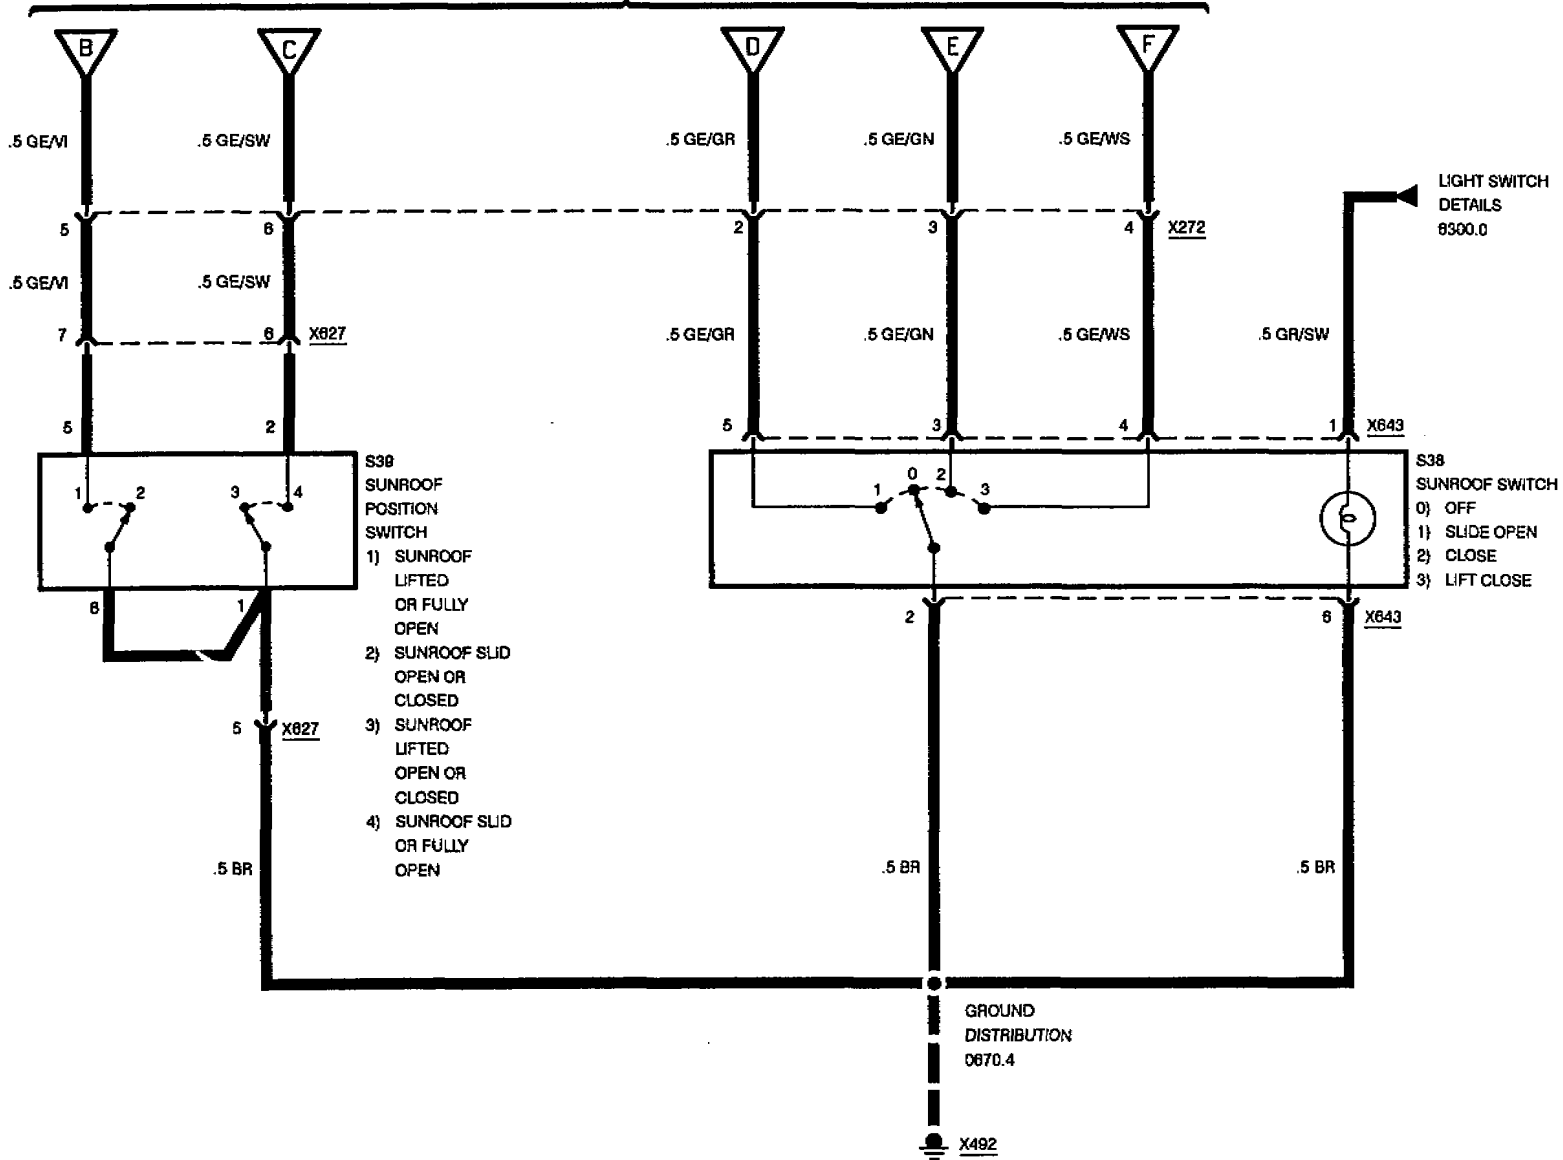 B C D E F
.5 GE/VI .5 GE/SW .5 GE/GR .5 GE/GN .5 GE/WS
LIGHT SWITCH
DETAILS
6300.0
5 6 2 3 4 X272
.5 GE/VI .5 GE/SW
7 6 X627
.5 GE/GR .5 GE/GN .5 GE/WS .5 GR/SW
5 2 5 3 4 1 X643
1 2 3 4
S39
SUNROOF
POSITION
SWITCH
1) SUNROOF
LIFTED
OR FULLY
OPEN
2) SUNROOF SLID
OPEN OR
CLOSED
3) SUNROOF
LIFTED
OPEN OR
CLOSED
4) SUNROOF SLID
OR FULLY
OPEN
1 0 2 3
S38
SUNROOF SWITCH
0) OFF
1) SLIDE OPEN
2) CLOSE
3) LIFT CLOSE
6 1
2 6 X643
5 X627
.5 BR .5 BR .5 BR
GROUND
DISTRIBUTION
0670.4
X492